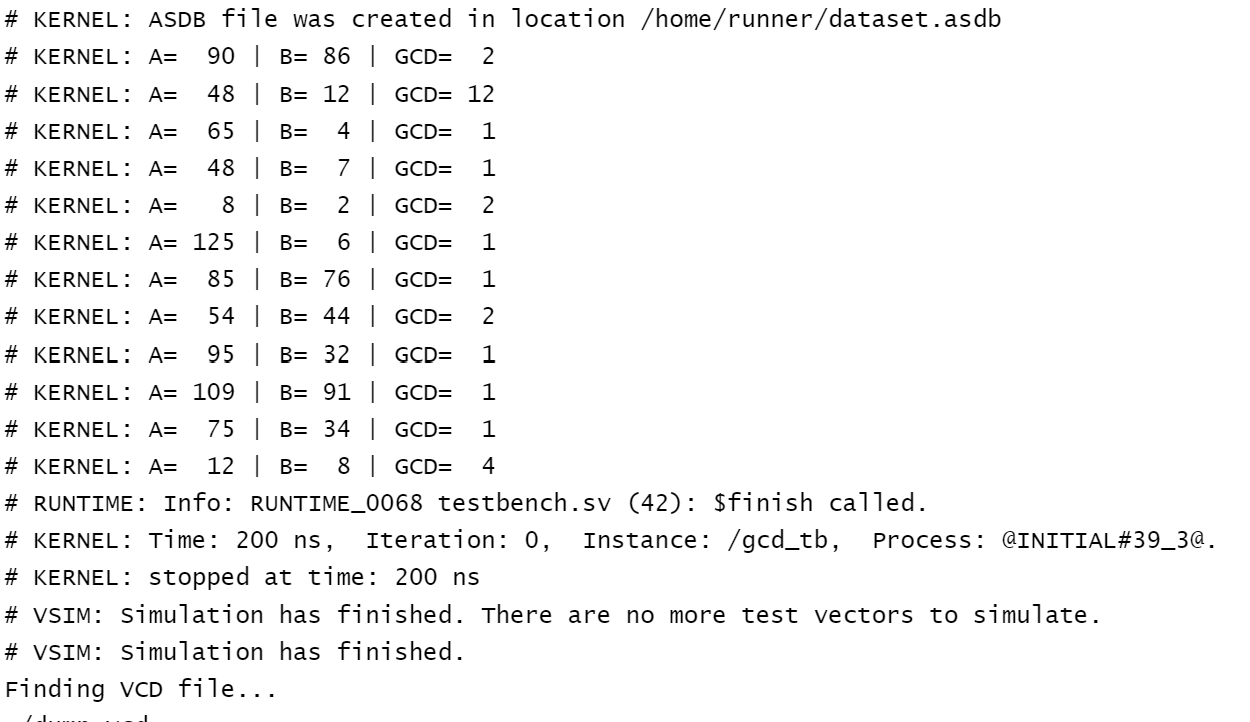 # KERNEL: ASDB file was created in location /home/runner/dataset.asdb
# KERNEL: A=  90 | B= 86 | GCD=  2
# KERNEL: A=  48 | B= 12 | GCD= 12
# KERNEL: A=  65 | B=  4 | GCD=  1
# KERNEL: A=  48 | B=  7 | GCD=  1
# KERNEL: A=   8 | B=  2 | GCD=  2
# KERNEL: A= 125 | B=  6 | GCD=  1
# KERNEL: A=  85 | B= 76 | GCD=  1
# KERNEL: A=  54 | B= 44 | GCD=  2
# KERNEL: A=  95 | B= 32 | GCD=  1
# KERNEL: A= 109 | B= 91 | GCD=  1
# KERNEL: A=  75 | B= 34 | GCD=  1
# KERNEL: A=  12 | B=  8 | GCD=  4
# RUNTIME: Info: RUNTIME_0068 testbench.sv (42): $finish called.
# KERNEL: Time: 200 ns,  Iteration: 0,  Instance: /gcd_tb,  Process: @INITIAL#39_3@.
# KERNEL: stopped at time: 200 ns
# VSIM: Simulation has finished. There are no more test vectors to simulate.
# VSIM: Simulation has finished.
Finding VCD file...